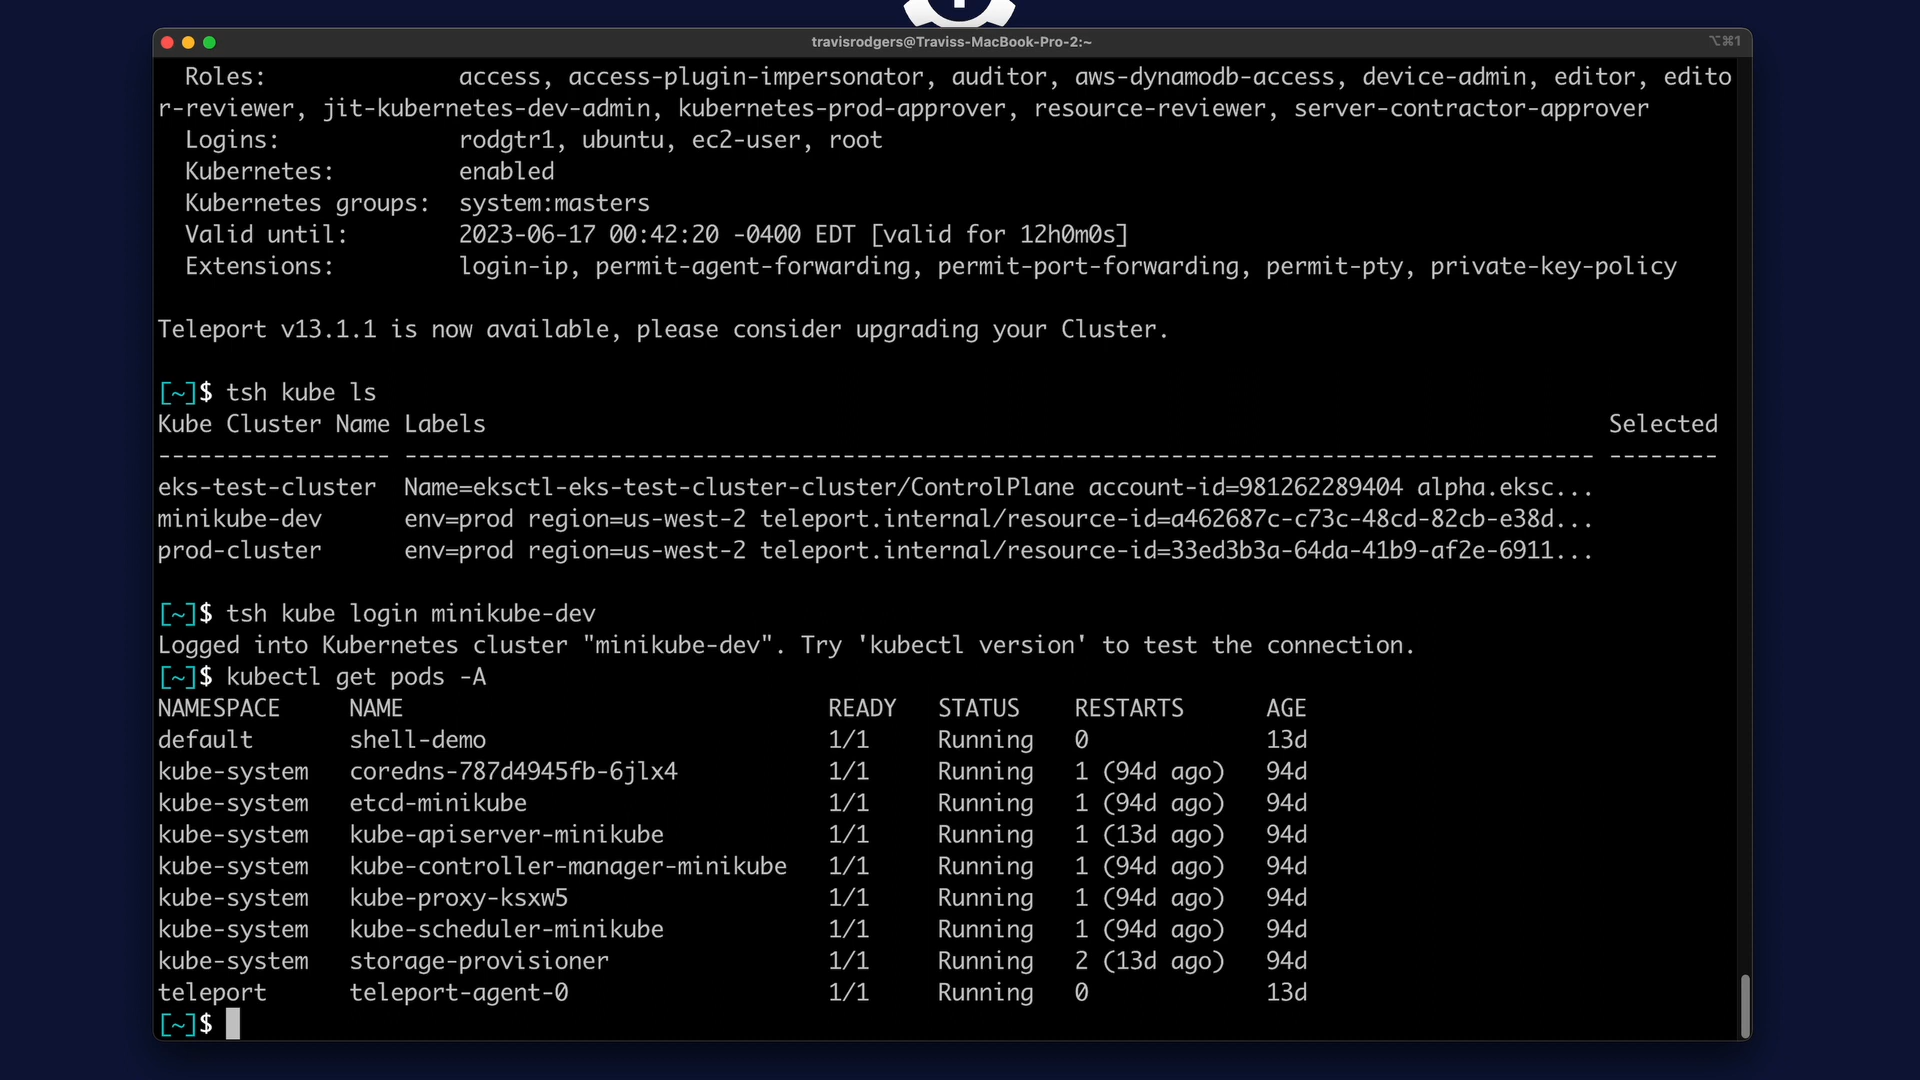 travisrodgers@Traviss-MacBook-Pro-2:~
⌥⌘1
Roles: access, access-plugin-impersonator, auditor, aws-dynamodb-access, device-admin, editor, edito
r-reviewer, jit-kubernetes-dev-admin, kubernetes-prod-approver, resource-reviewer, server-contractor-approver
Logins: rodgtr1, ubuntu, ec2-user, root
Kubernetes: enabled
Kubernetes groups: system:masters
Valid until: 2023-06-17 00:42:20 -0400 EDT [valid for 12h0m0s]
Extensions: login-ip, permit-agent-forwarding, permit-port-forwarding, permit-pty, private-key-policy
Teleport v13.1.1 is now available, please consider upgrading your Cluster.
[~]$ tsh kube ls
Kube Cluster Name Labels Selected
----------------- --------------------------------------------------------------------------------------- --------
eks-test-cluster Name=eksctl-eks-test-cluster-cluster/ControlPlane account-id=981262289404 alpha.eksc...
minikube-dev env=prod region=us-west-2 teleport.internal/resource-id=a462687c-c73c-48cd-82cb-e38d...
prod-cluster env=prod region=us-west-2 teleport.internal/resource-id=33ed3b3a-64da-41b9-af2e-6911...
[~]$ tsh kube login minikube-dev
Logged into Kubernetes cluster "minikube-dev". Try 'kubectl version' to test the connection.
[~]$ kubectl get pods -A
NAMESPACE NAME READY STATUS RESTARTS AGE
default shell-demo 1/1 Running 0 13d
kube-system coredns-787d4945fb-6jlx4 1/1 Running 1 (94d ago) 94d
kube-system etcd-minikube 1/1 Running 1 (94d ago) 94d
kube-system kube-apiserver-minikube 1/1 Running 1 (13d ago) 94d
kube-system kube-controller-manager-minikube 1/1 Running 1 (94d ago) 94d
kube-system kube-proxy-ksxw5 1/1 Running 1 (94d ago) 94d
kube-system kube-scheduler-minikube 1/1 Running 1 (94d ago) 94d
kube-system storage-provisioner 1/1 Running 2 (13d ago) 94d
teleport teleport-agent-0 1/1 Running 0 13d
[~]$